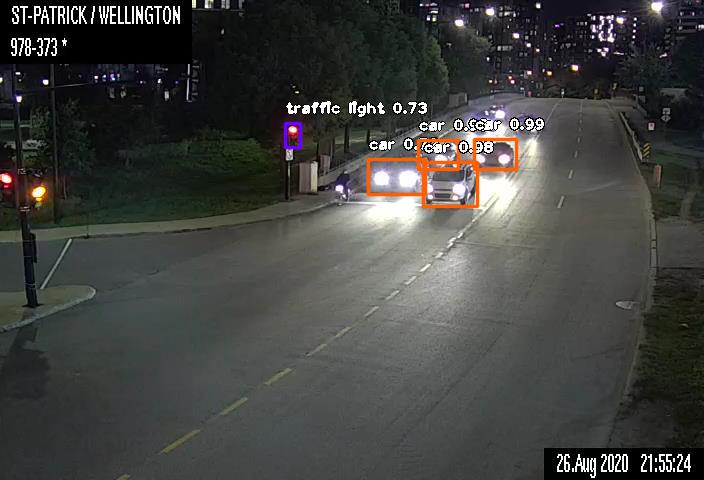 ST-PATRICK / WELLINGTON
978-373 *
traffic light 0.73
car 0.99
car 0.98
26.Aug 2020 21:55:24